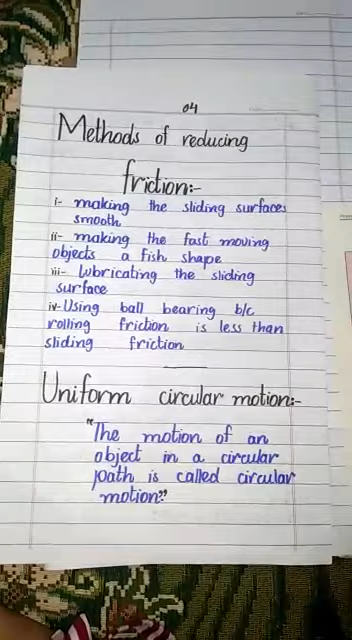 04
Methods of reducing
friction:-
i- making the sliding surfaces
smooth
ii- making the fast moving
objects a fish shape
iii- lubricating the sliding
surface
iv- Using ball bearing b/c
rolling friction is less than
sliding friction
Uniform circular motion:-
"The motion of an
object in a circular
path is called circular
motion"